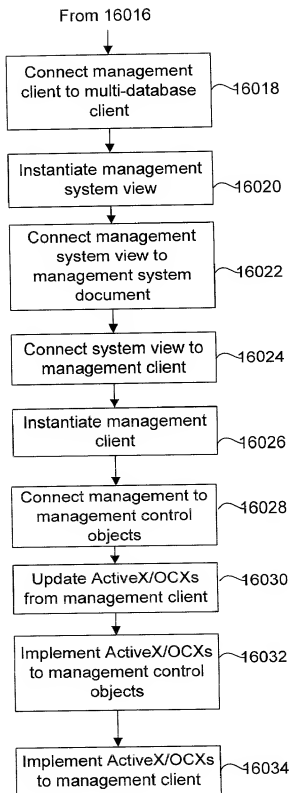 From 16016
Connect management
client to multi-database
client
16018
Instantiate management
system view
16020
Connect management
system view to
management system
document
16022
Connect system view to
management client
16024
Instantiate management
client
16026
Connect management to
management control
objects
16028
Update ActiveX/OCXs
from management client
16030
Implement ActiveX/OCXs
to management control
objects
16032
Implement ActiveX/OCXs
to management client
16034